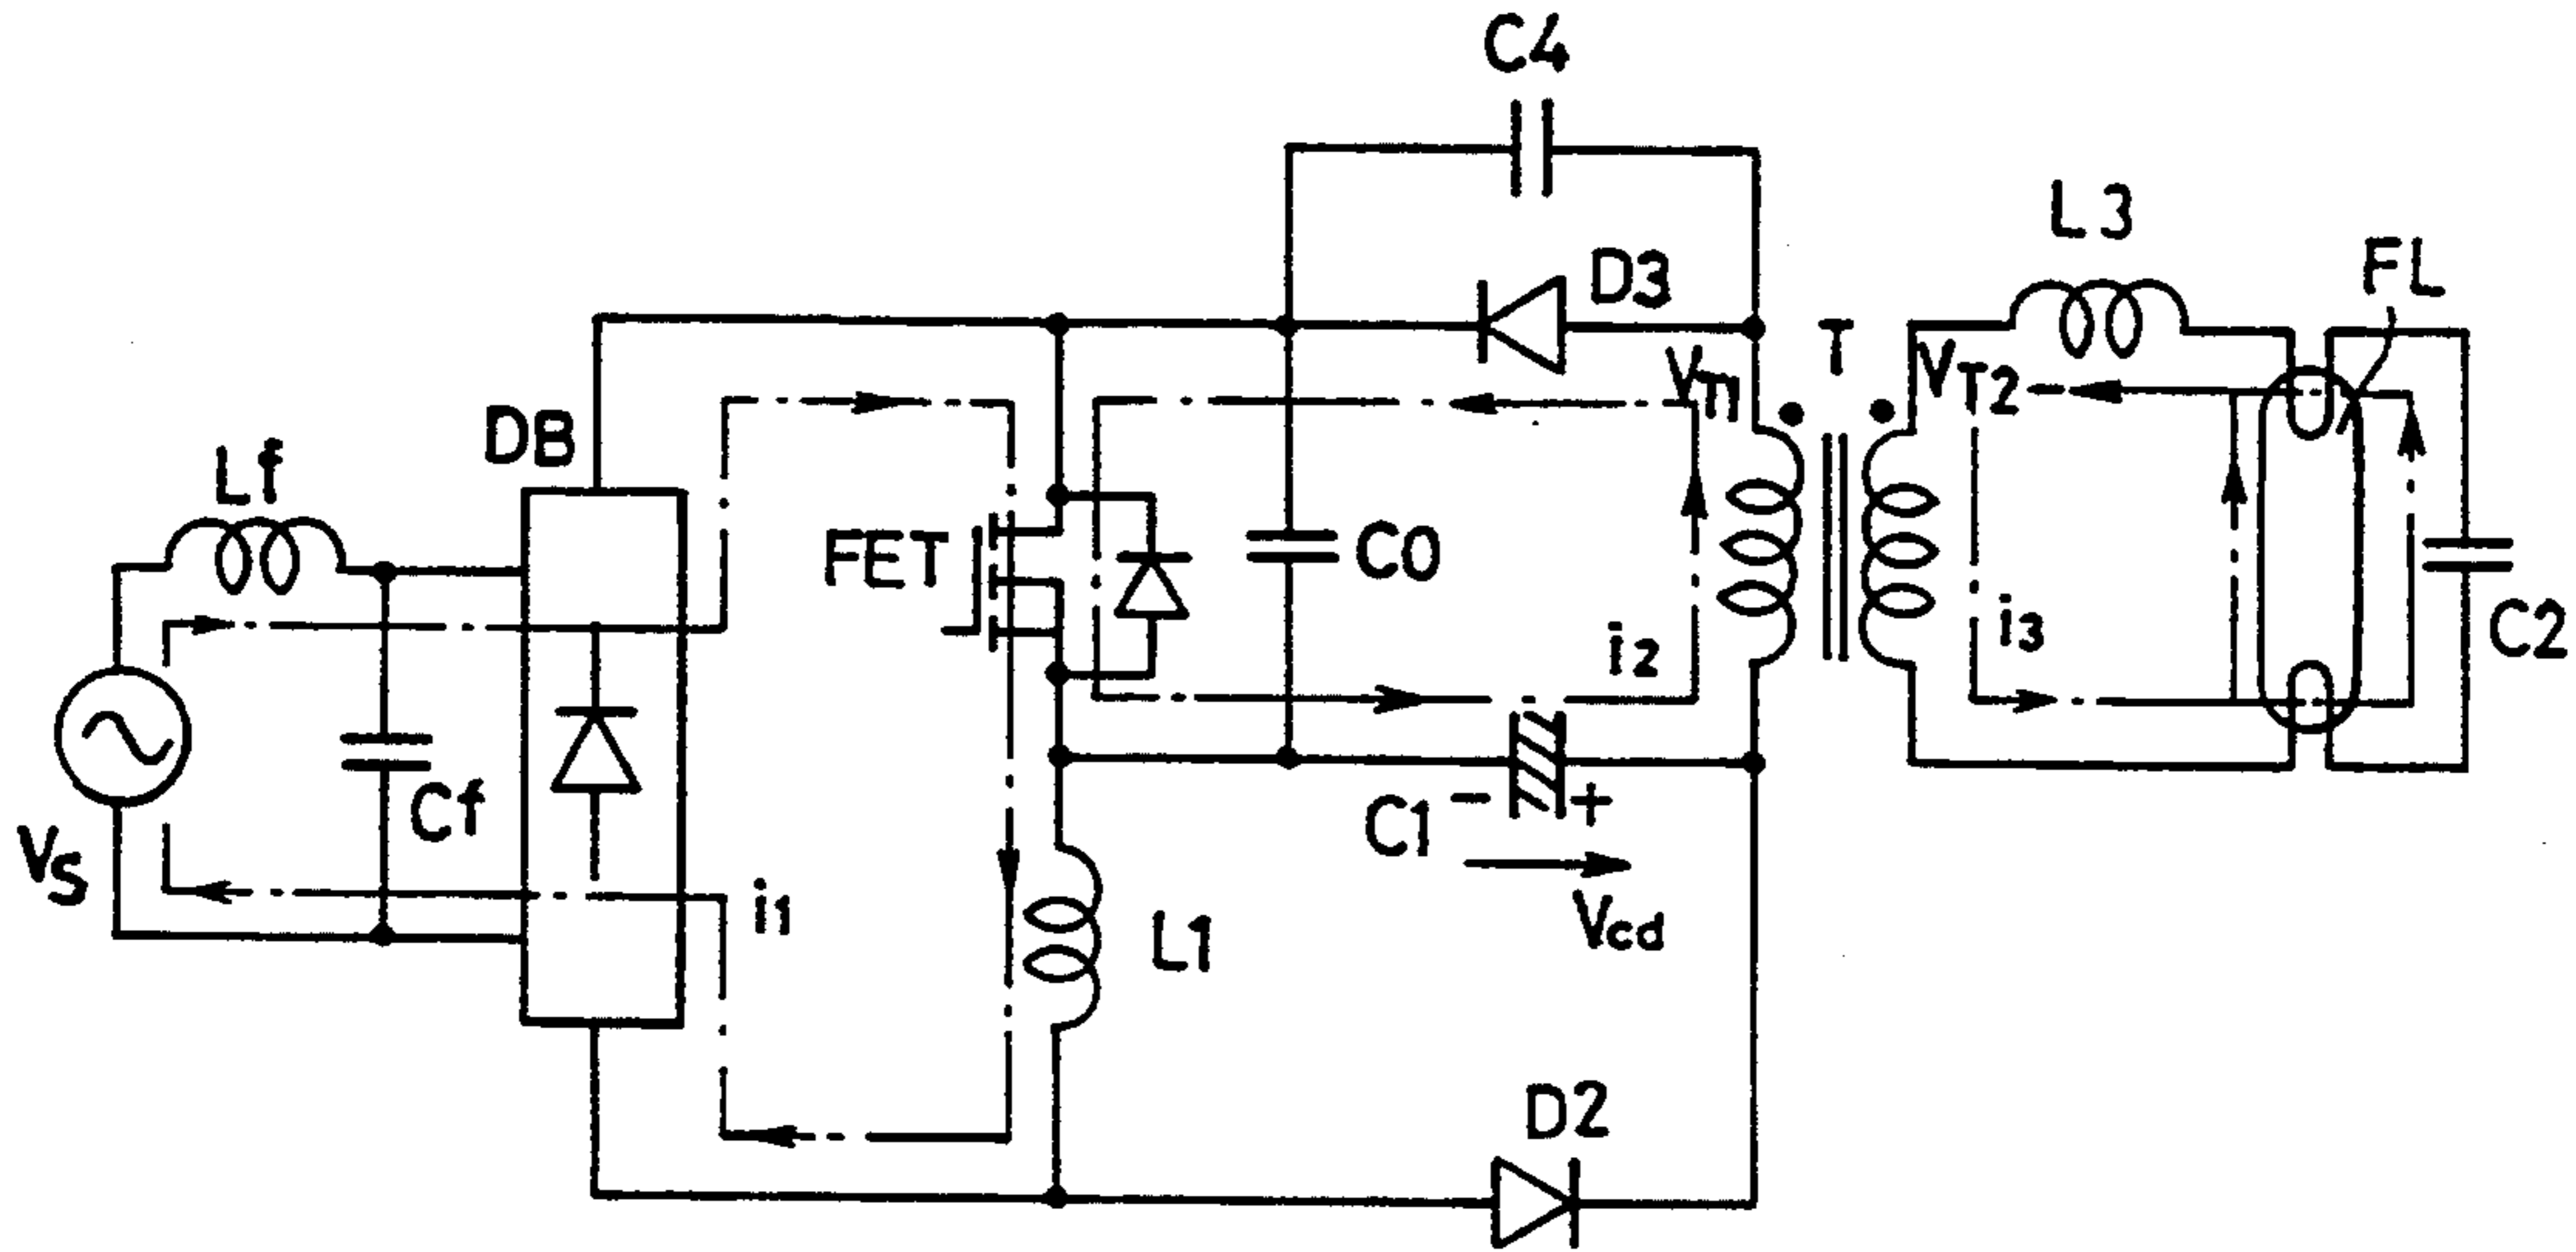 C4
L3
FL
D3
T
VT1
VT2
DB
Lf
FET
C0
i2
i3
C2
Cf
VS
C1
- +
Vcd
i1
L1
D2